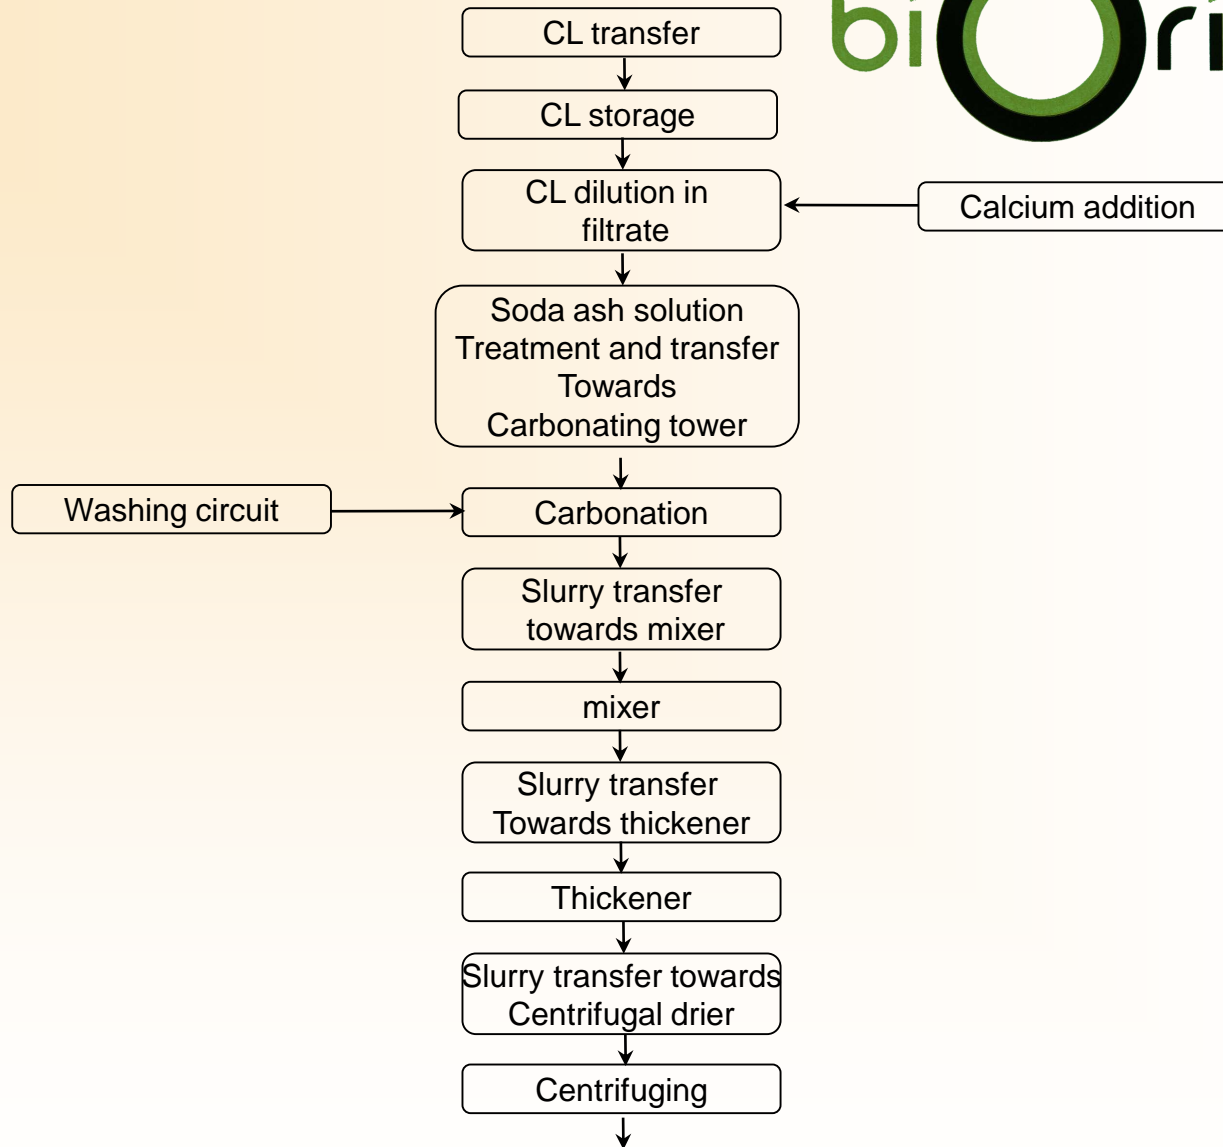 biOri
CL transfer
CL storage
CL dilution in
filtrate
Calcium addition
Soda ash solution
Treatment and transfer
Towards
Carbonating tower
Washing circuit
Carbonation
Slurry transfer
towards mixer
mixer
Slurry transfer
Towards thickener
Thickener
Slurry transfer towards
Centrifugal drier
Centrifuging